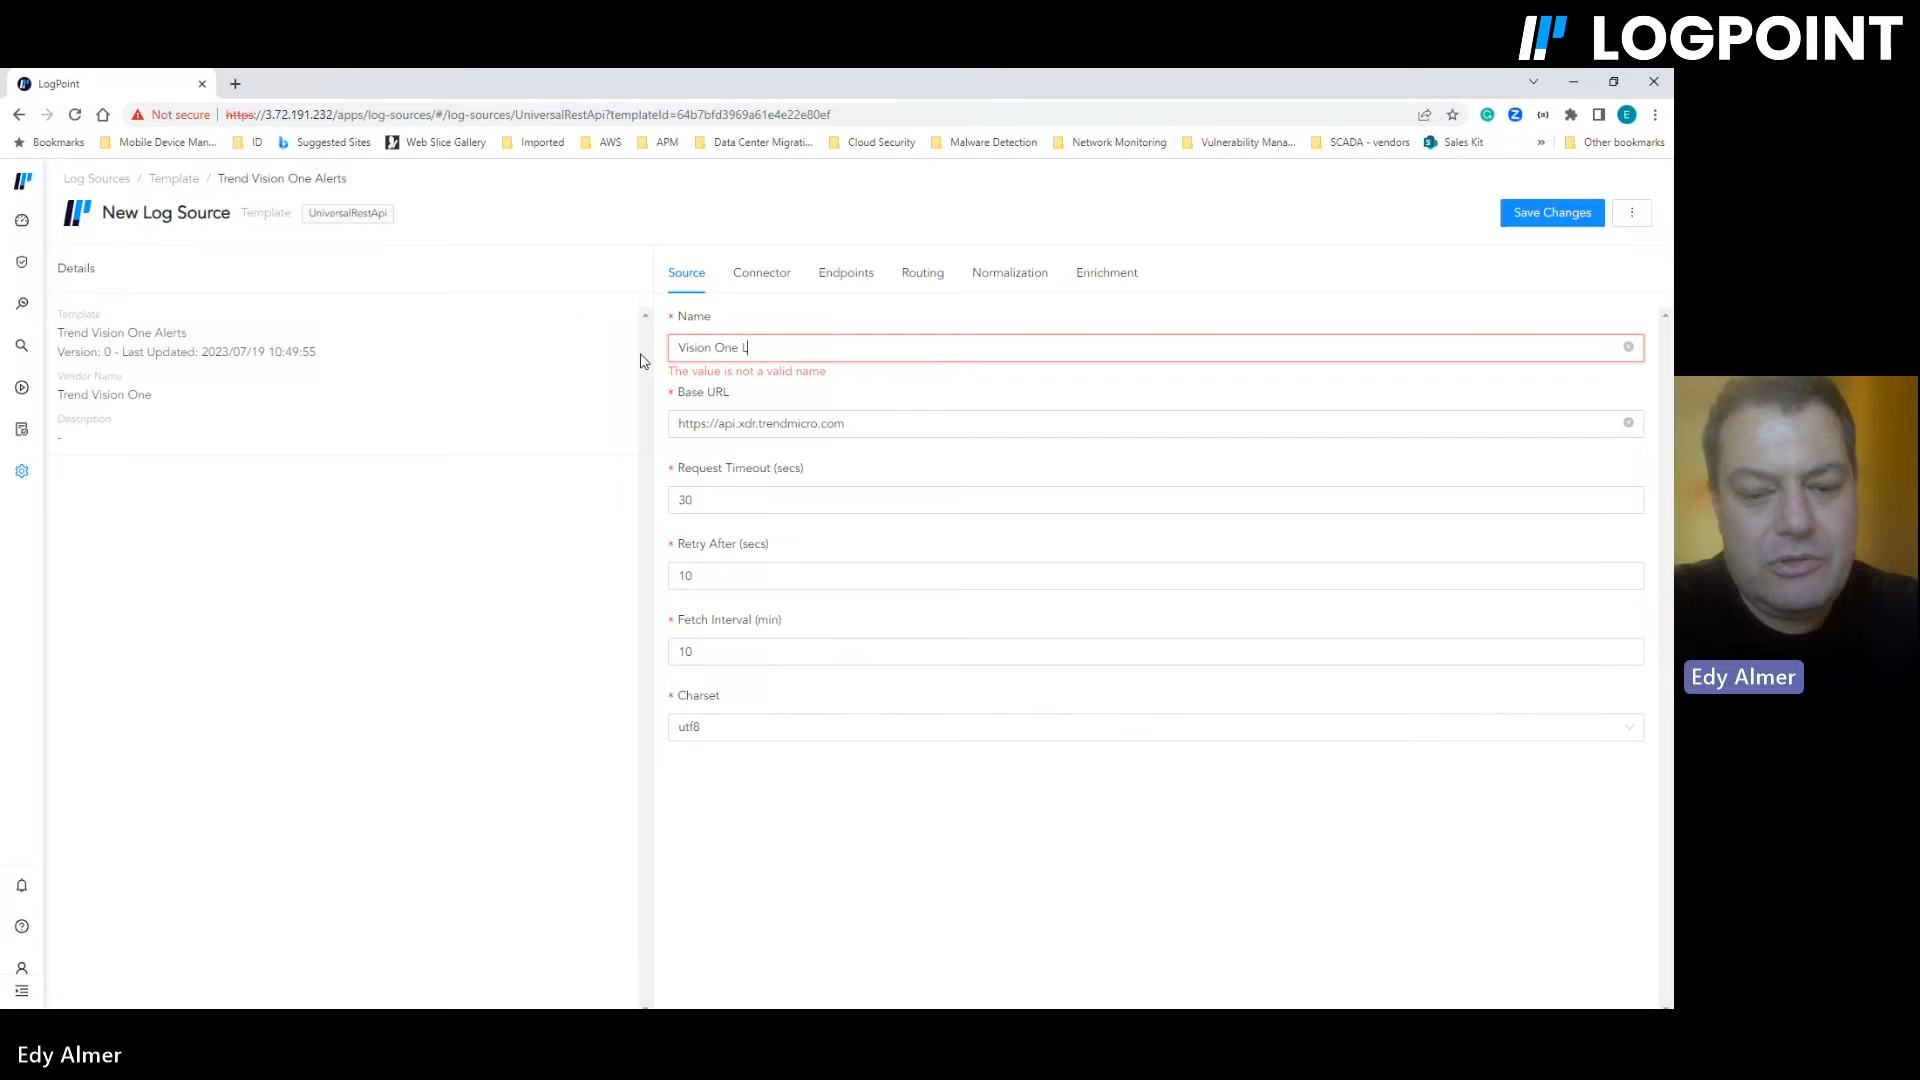 LOGPOINT
LogPoint
Not secure
https://3.72.191.232/apps/log-sources/#/log-sources/UniversalRestApi?templateId=64b7bfd3969a61e4e22e80ef
E
Bookmarks
Mobile Device Man...
ID
Suggested Sites
Web Slice Gallery
Imported
AWS
APM
Data Center Migrati...
Cloud Security
Malware Detection
Network Monitoring
Vulnerability Mana...
SCADA - vendors
Sales Kit
»
Other bookmarks
Log Sources / Template / Trend Vision One Alerts
New Log Source Template UniversalRestApi
Save Changes
Details
Template
Trend Vision One Alerts
Version: 0 - Last Updated: 2023/07/19 10:49:55
Vendor Name
Trend Vision One
Description
-
Source Connector Endpoints Routing Normalization Enrichment
* Name
Vision One L
The value is not a valid name
* Base URL
https://api.xdr.trendmicro.com
* Request Timeout (secs)
30
* Retry After (secs)
10
* Fetch Interval (min)
10
* Charset
utf8
Edy Almer
Edy Almer